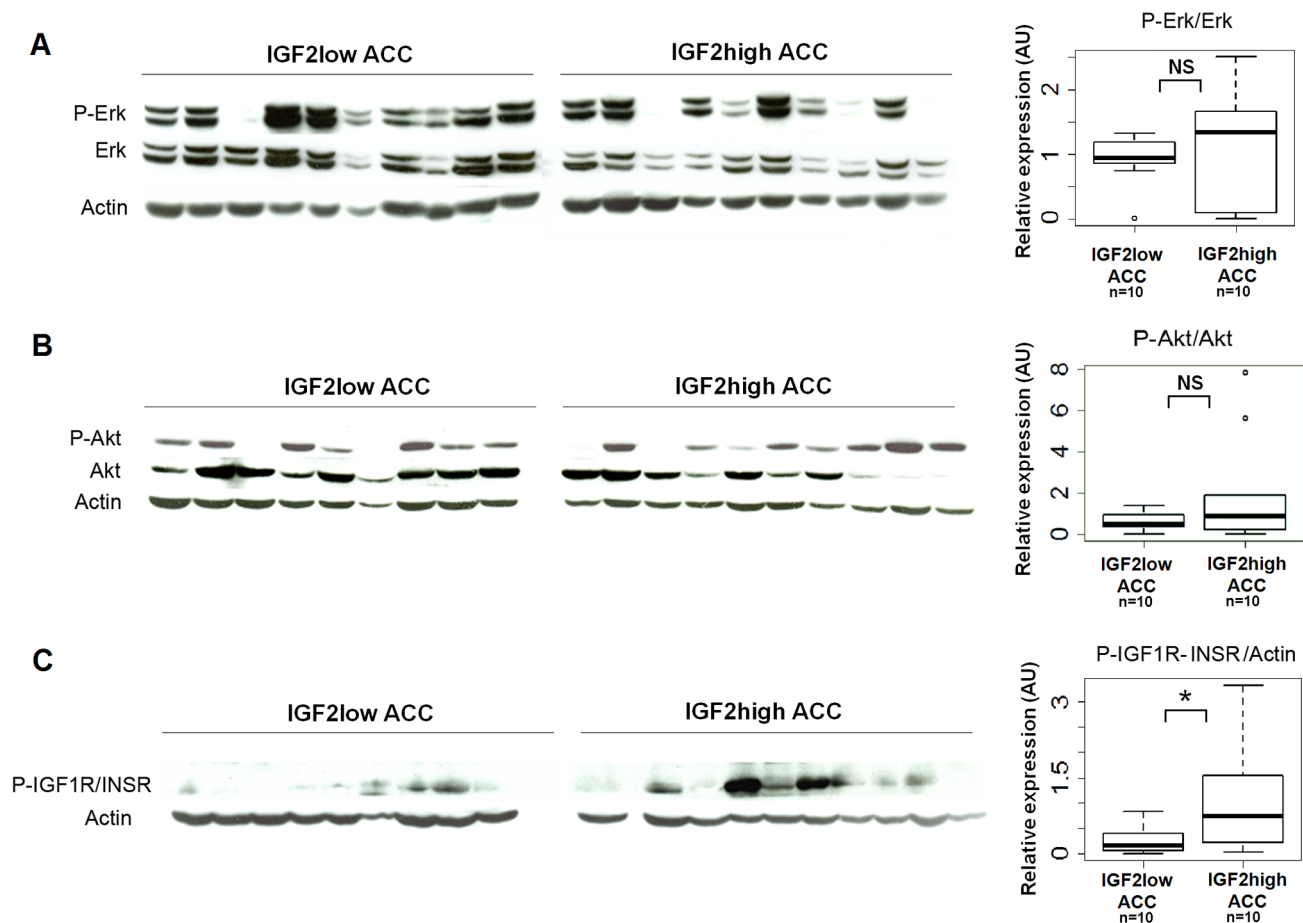 A
IGF2low ACC
IGF2high ACC
P-Erk
Erk
Actin
P-Erk/Erk
Relative expression (AU)
2
1
0
NS
IGF2low
ACC
n=10
IGF2high
ACC
n=10
B
IGF2low ACC
IGF2high ACC
P-Akt
Akt
Actin
P-Akt/Akt
Relative expression (AU)
8
6
4
2
0
NS
IGF2low
ACC
n=10
IGF2high
ACC
n=10
C
IGF2low ACC
IGF2high ACC
P-IGF1R/INSR
Actin
P-IGF1R-INSR/Actin
Relative expression (AU)
3
1.5
0
*
IGF2low
ACC
n=10
IGF2high
ACC
n=10